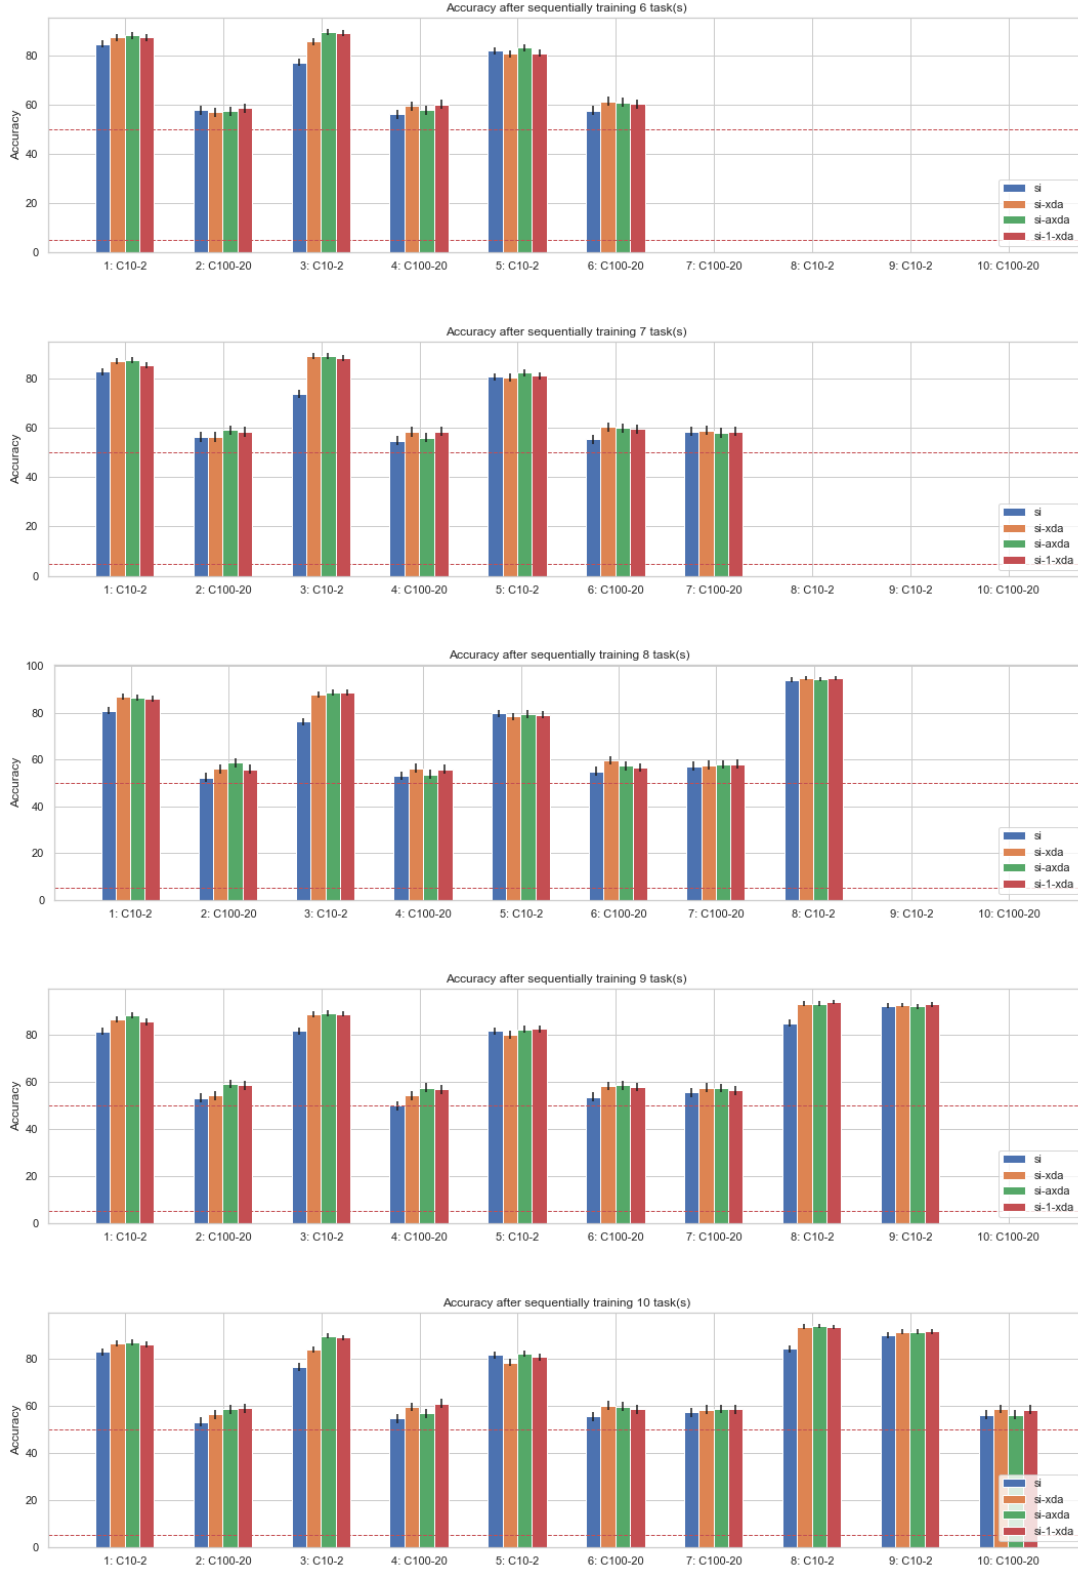 Accuracy after sequentially training 6 task(s)
Accuracy
80
60
40
20
0
si
si-xda
si-axda
si-1-xda
1: C10-2 2: C100-20 3: C10-2 4: C100-20 5: C10-2 6: C100-20 7: C100-20 8: C10-2 9: C10-2 10: C100-20
Accuracy after sequentially training 7 task(s)
Accuracy
80
60
40
20
0
si
si-xda
si-axda
si-1-xda
1: C10-2 2: C100-20 3: C10-2 4: C100-20 5: C10-2 6: C100-20 7: C100-20 8: C10-2 9: C10-2 10: C100-20
Accuracy after sequentially training 8 task(s)
Accuracy
100
80
60
40
20
0
si
si-xda
si-axda
si-1-xda
1: C10-2 2: C100-20 3: C10-2 4: C100-20 5: C10-2 6: C100-20 7: C100-20 8: C10-2 9: C10-2 10: C100-20
Accuracy after sequentially training 9 task(s)
Accuracy
80
60
40
20
0
si
si-xda
si-axda
si-1-xda
1: C10-2 2: C100-20 3: C10-2 4: C100-20 5: C10-2 6: C100-20 7: C100-20 8: C10-2 9: C10-2 10: C100-20
Accuracy after sequentially training 10 task(s)
Accuracy
80
60
40
20
0
si
si-xda
si-axda
si-1-xda
1: C10-2 2: C100-20 3: C10-2 4: C100-20 5: C10-2 6: C100-20 7: C100-20 8: C10-2 9: C10-2 10: C100-20